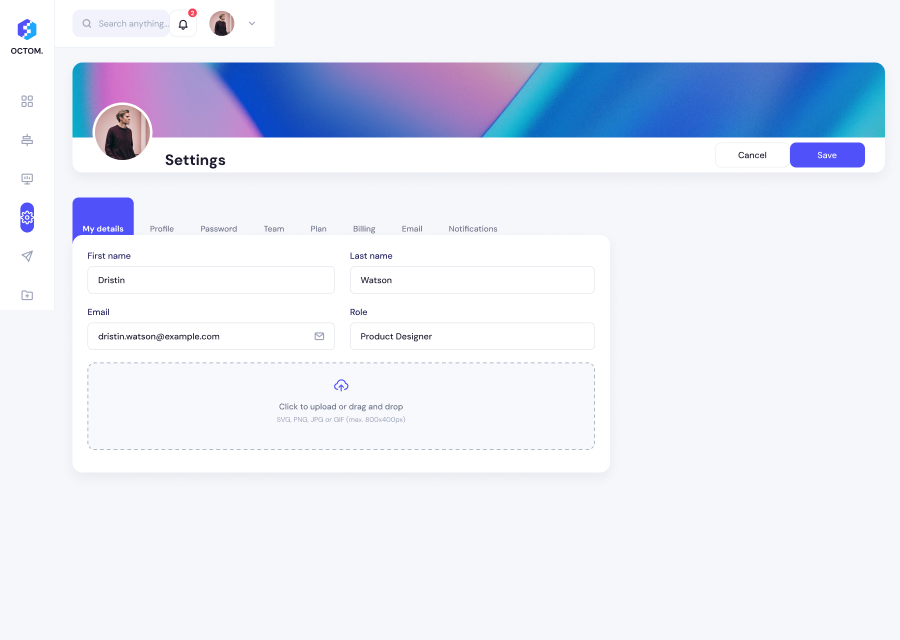 OCTOM.
Search anything...
2
Settings
Cancel
Save
My details
Profile
Password
Team
Plan
Billing
Email
Notifications
First name
Last name
Dristin
Watson
Email
Role
dristin.watson@example.com
Product Designer
Click to upload or drag and drop
SVG, PNG, JPG or GIF (max. 800x400px)